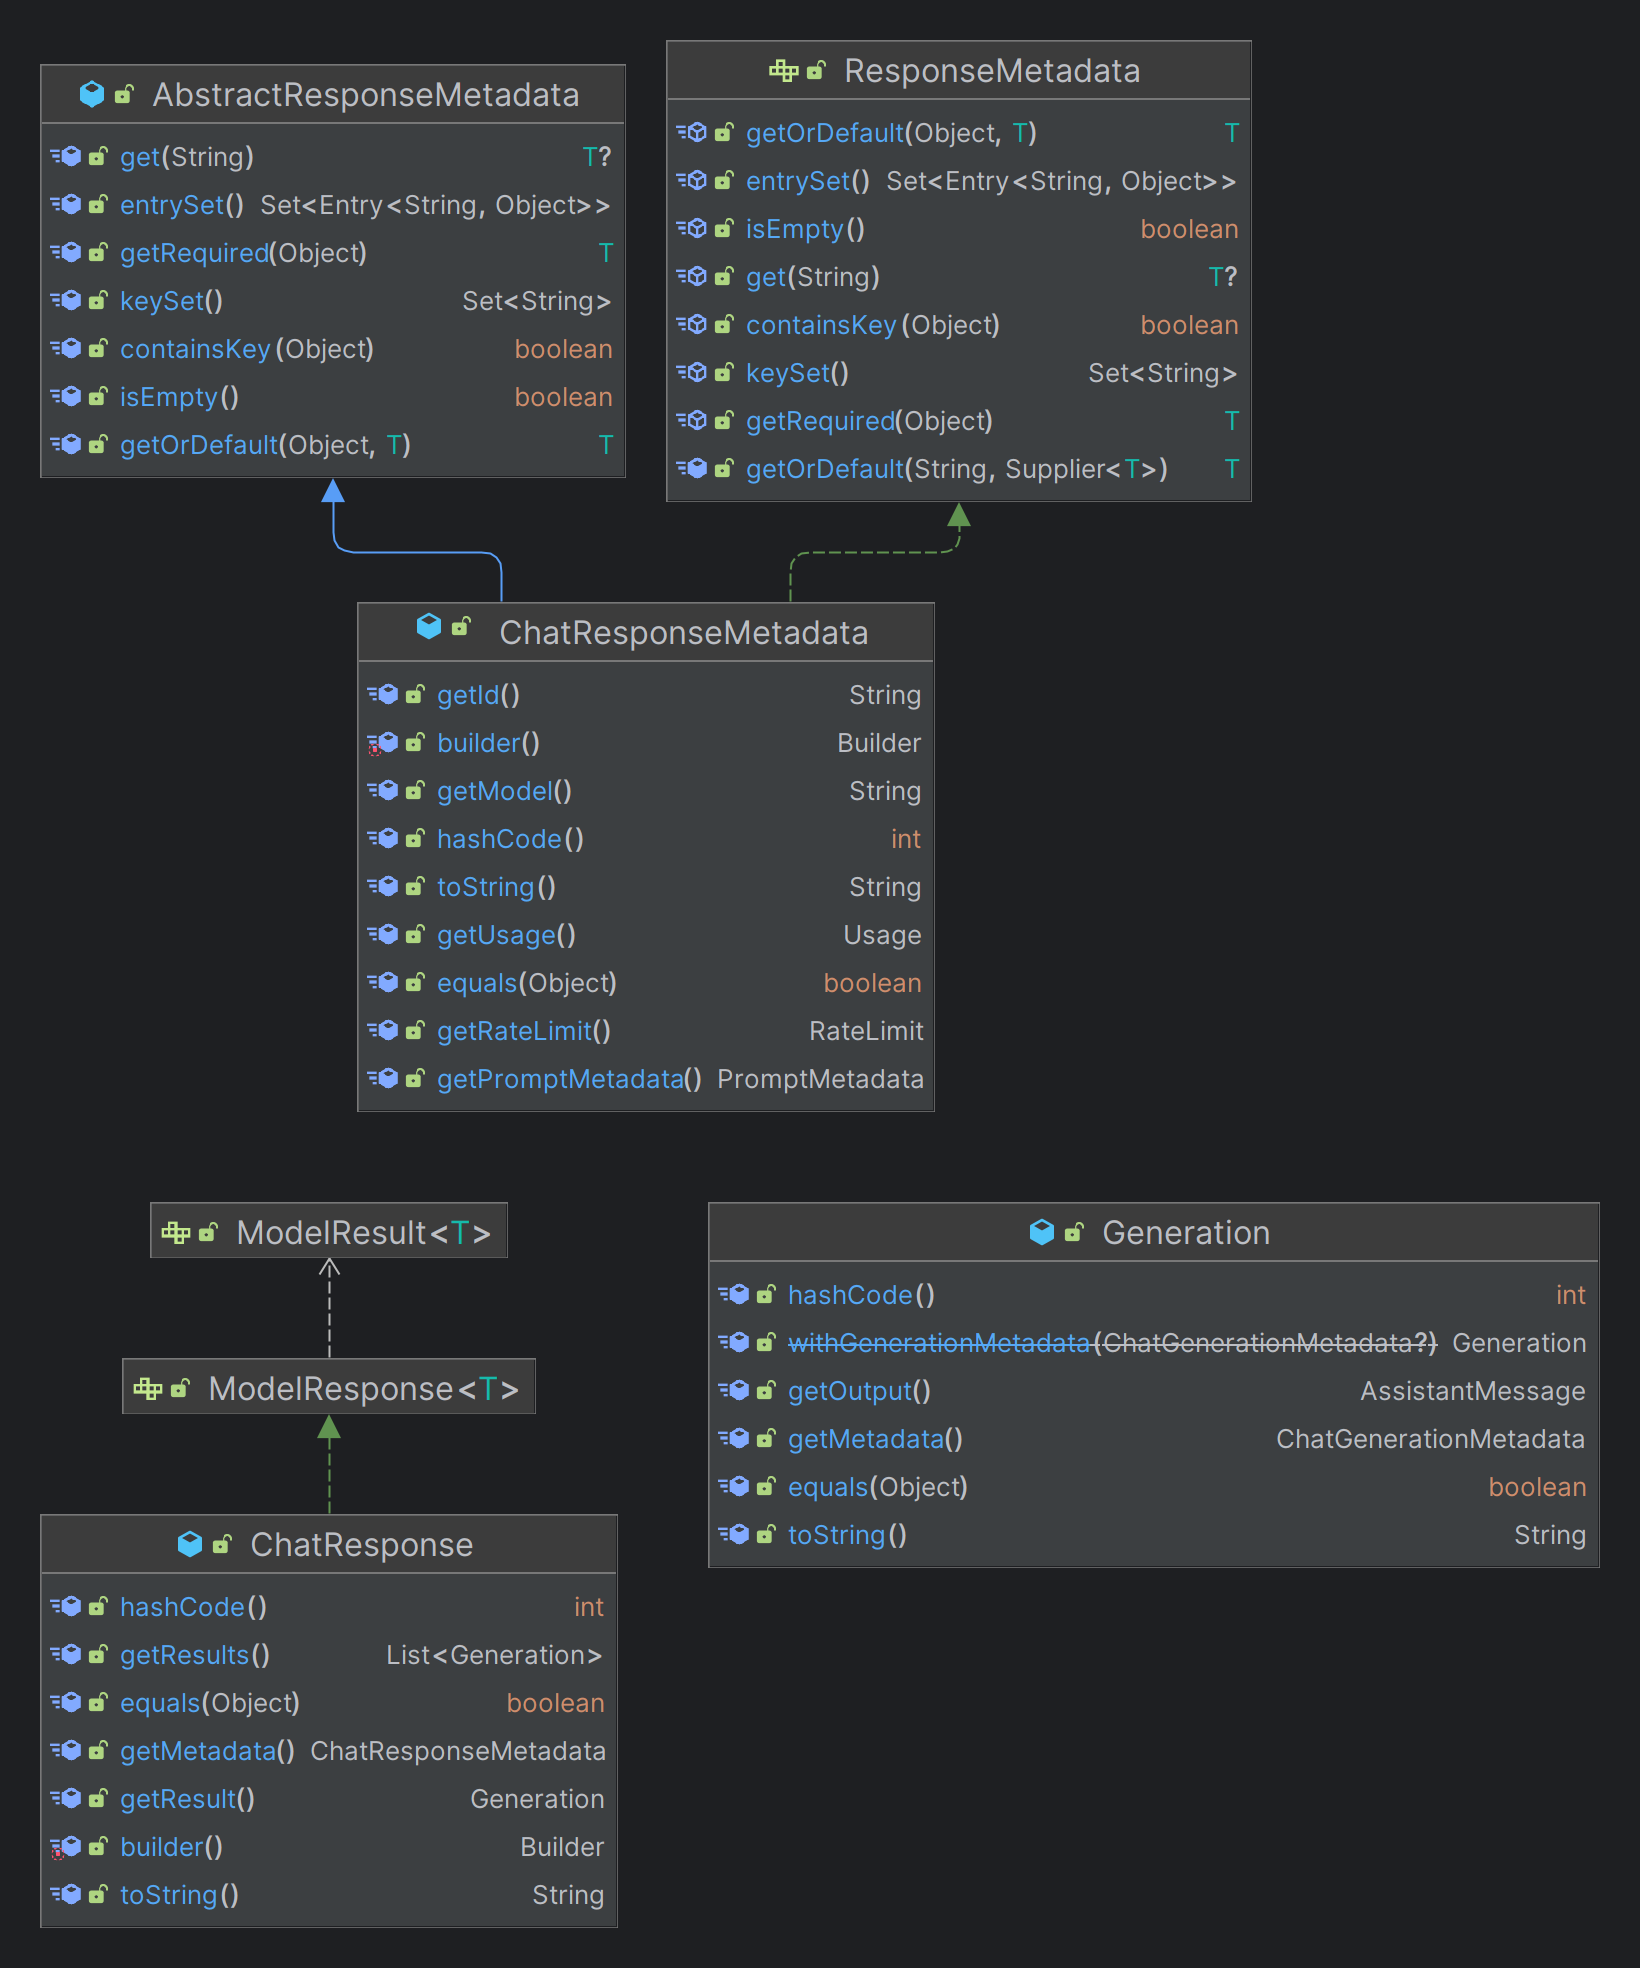 AbstractResponseMetadata
get(String) T?
entrySet() Set<Entry<String, Object>>
getRequired(Object) T
keySet() Set<String>
containsKey(Object) boolean
isEmpty() boolean
getOrDefault(Object, T) T
ResponseMetadata
getOrDefault(Object, T) T
entrySet() Set<Entry<String, Object>>
isEmpty() boolean
get(String) T?
containsKey(Object) boolean
keySet() Set<String>
getRequired(Object) T
getOrDefault(String, Supplier<T>) T
ChatResponseMetadata
getId() String
builder() Builder
getModel() String
hashCode() int
toString() String
getUsage() Usage
equals(Object) boolean
getRateLimit() RateLimit
getPromptMetadata() PromptMetadata
ModelResult<T>
ModelResponse<T>
ChatResponse
hashCode() int
getResults() List<Generation>
equals(Object) boolean
getMetadata() ChatResponseMetadata
getResult() Generation
builder() Builder
toString() String
Generation
hashCode() int
withGenerationMetadata(ChatGenerationMetadata?) Generation
getOutput() AssistantMessage
getMetadata() ChatGenerationMetadata
equals(Object) boolean
toString() String